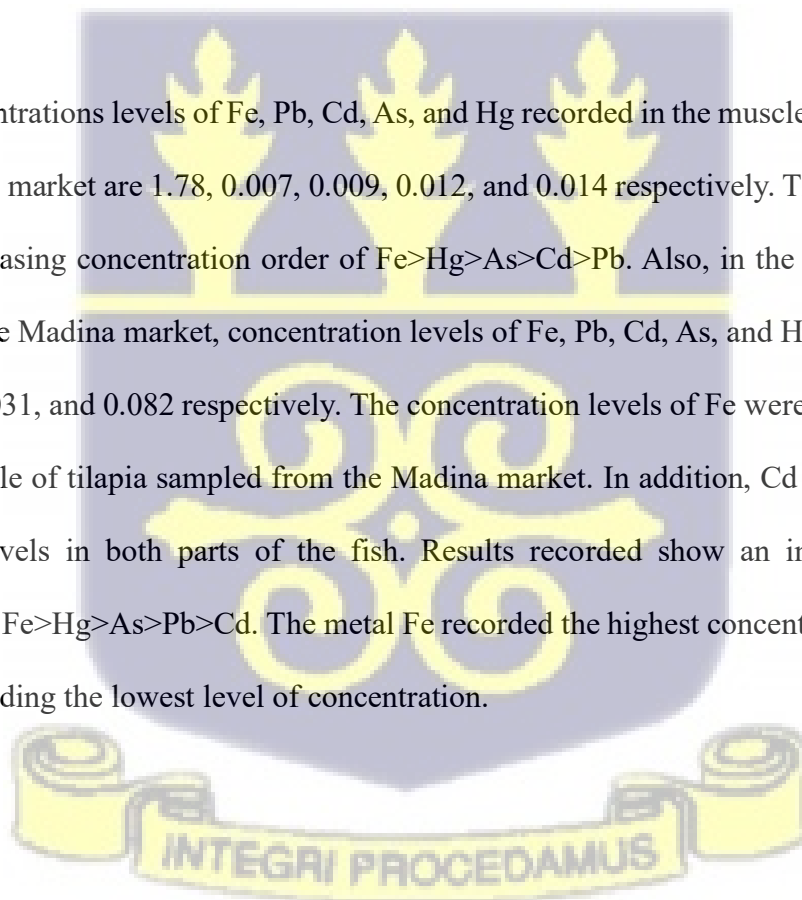 ntrations levels of Fe, Pb, Cd, As, and Hg recorded in the muscle
market are 1.78, 0.007, 0.009, 0.012, and 0.014 respectively. T
asing concentration order of Fe>Hg>As>Cd>Pb. Also, in the
e Madina market, concentration levels of Fe, Pb, Cd, As, and H
031, and 0.082 respectively. The concentration levels of Fe were
le of tilapia sampled from the Madina market. In addition, Cd
vels in both parts of the fish. Results recorded show an in
Fe>Hg>As>Pb>Cd. The metal Fe recorded the highest concent
ding the lowest level of concentration.
INTEGRI PROCEDAMUS